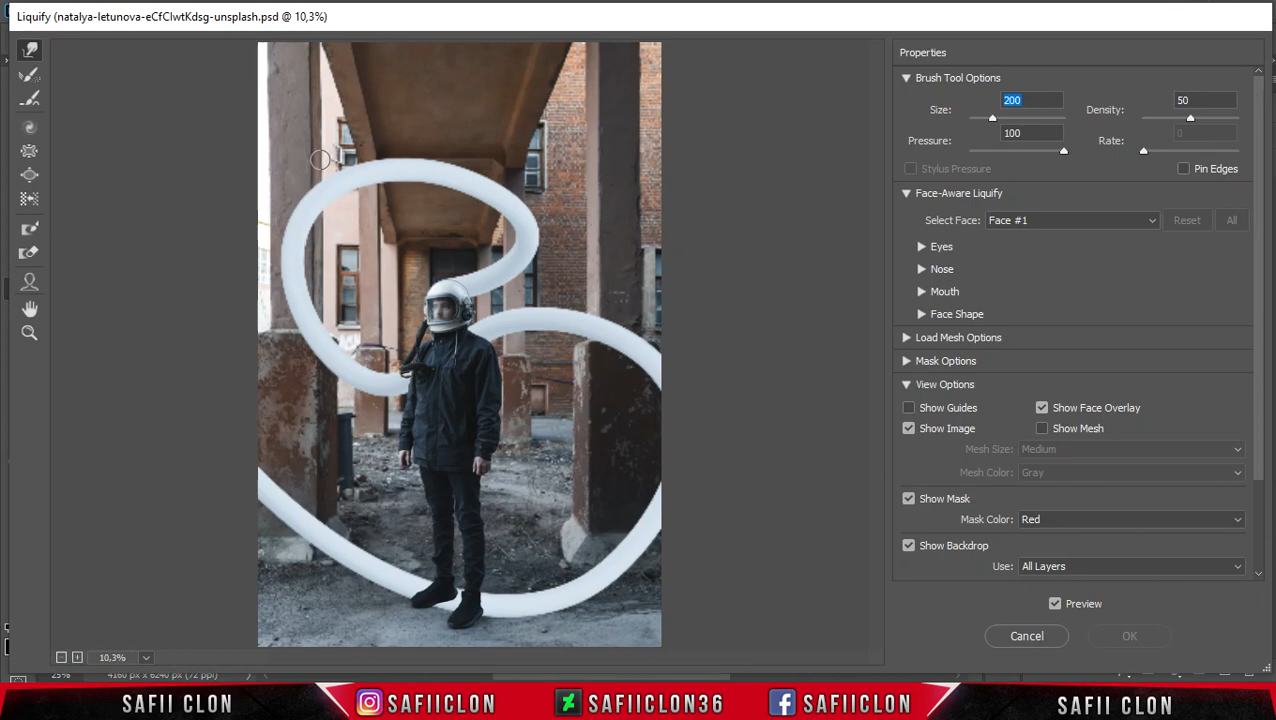 Liquify (natalya-letunova-eCfClwtKdsg-unsplash.psd @ 10,3%)
Properties
Brush Tool Options
Size: 200 Density: 50
Pressure: 100 Rate: 0
Stylus Pressure Pin Edges
Face-Aware Liquify
Select Face: Face #1 Reset All
Eyes
Nose
Mouth
Face Shape
Load Mesh Options
Mask Options
View Options
Show Guides Show Face Overlay
Show Image Show Mesh
Mesh Size: Medium
Mesh Color: Gray
Show Mask
Mask Color: Red
Show Backdrop
Use: All Layers
Preview
Cancel OK
10,3%
25% 4160 px x 6240 px (72 ppi)
SAFII CLON SAFIICLON SAFIICLON36 SAFIICLON SAFII CLON